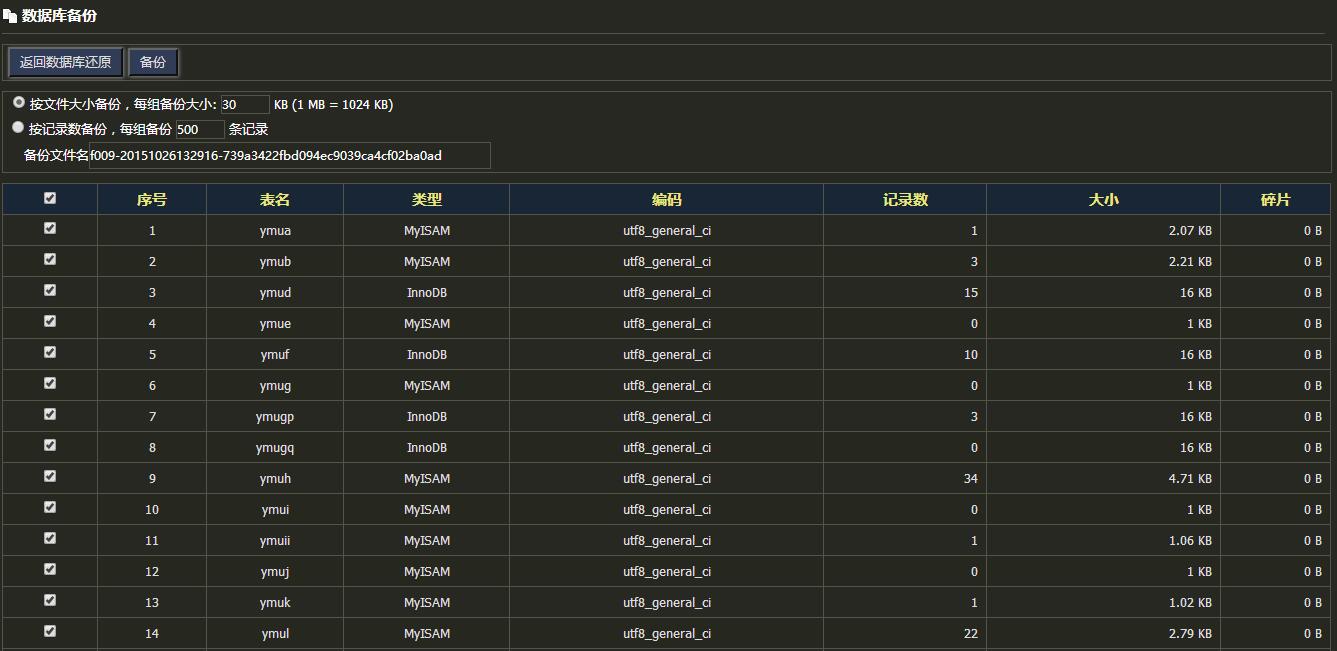 数据库备份
返回数据库还原 备份
按文件大小备份，每组备份大小: 30 KB (1 MB = 1024 KB)
按记录数备份，每组备份 500 条记录
备份文件名 f009-20151026132916-739a3422fbd094ec9039ca4cf02ba0ad
序号 表名 类型 编码 记录数 大小 碎片
1 ymua MyISAM utf8_general_ci 1 2.07 KB 0 B
2 ymub MyISAM utf8_general_ci 3 2.21 KB 0 B
3 ymud InnoDB utf8_general_ci 15 16 KB 0 B
4 ymue MyISAM utf8_general_ci 0 1 KB 0 B
5 ymuf InnoDB utf8_general_ci 10 16 KB 0 B
6 ymug MyISAM utf8_general_ci 0 1 KB 0 B
7 ymugp InnoDB utf8_general_ci 3 16 KB 0 B
8 ymugq InnoDB utf8_general_ci 0 16 KB 0 B
9 ymuh MyISAM utf8_general_ci 34 4.71 KB 0 B
10 ymui MyISAM utf8_general_ci 0 1 KB 0 B
11 ymuii MyISAM utf8_general_ci 1 1.06 KB 0 B
12 ymuj MyISAM utf8_general_ci 0 1 KB 0 B
13 ymuk MyISAM utf8_general_ci 1 1.02 KB 0 B
14 ymul MyISAM utf8_general_ci 22 2.79 KB 0 B